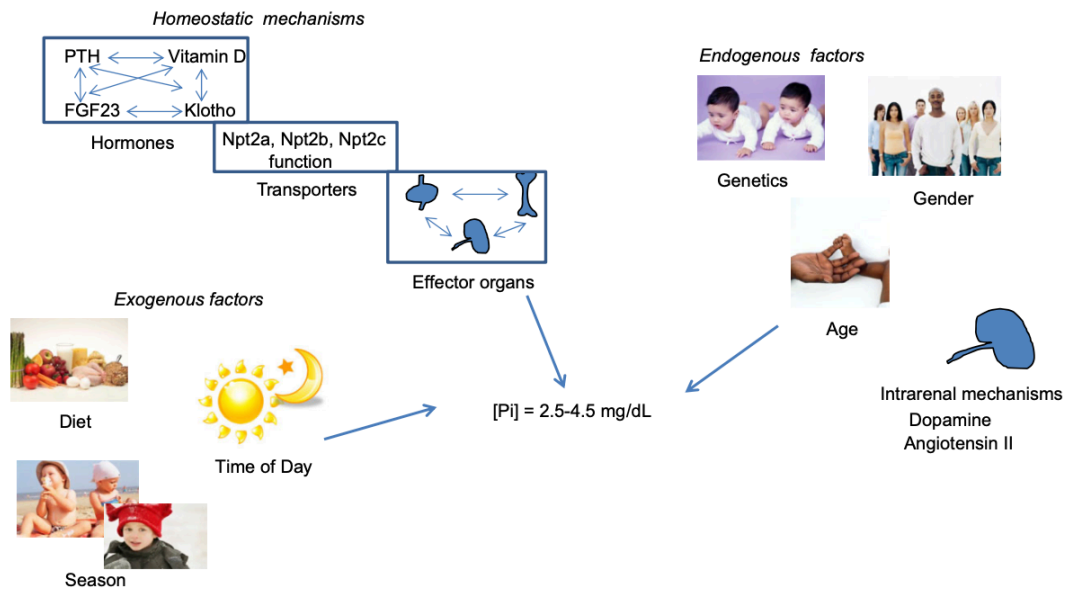 Homeostatic mechanisms
PTH Vitamin D
FGF23 Klotho
Hormones
Npt2a, Npt2b, Npt2c
function
Transporters
Effector organs
Endogenous factors
Genetics
Gender
Age
Intrarenal mechanisms
Dopamine
Angiotensin II
Exogenous factors
Diet
Time of Day
Season
[Pi] = 2.5-4.5 mg/dL